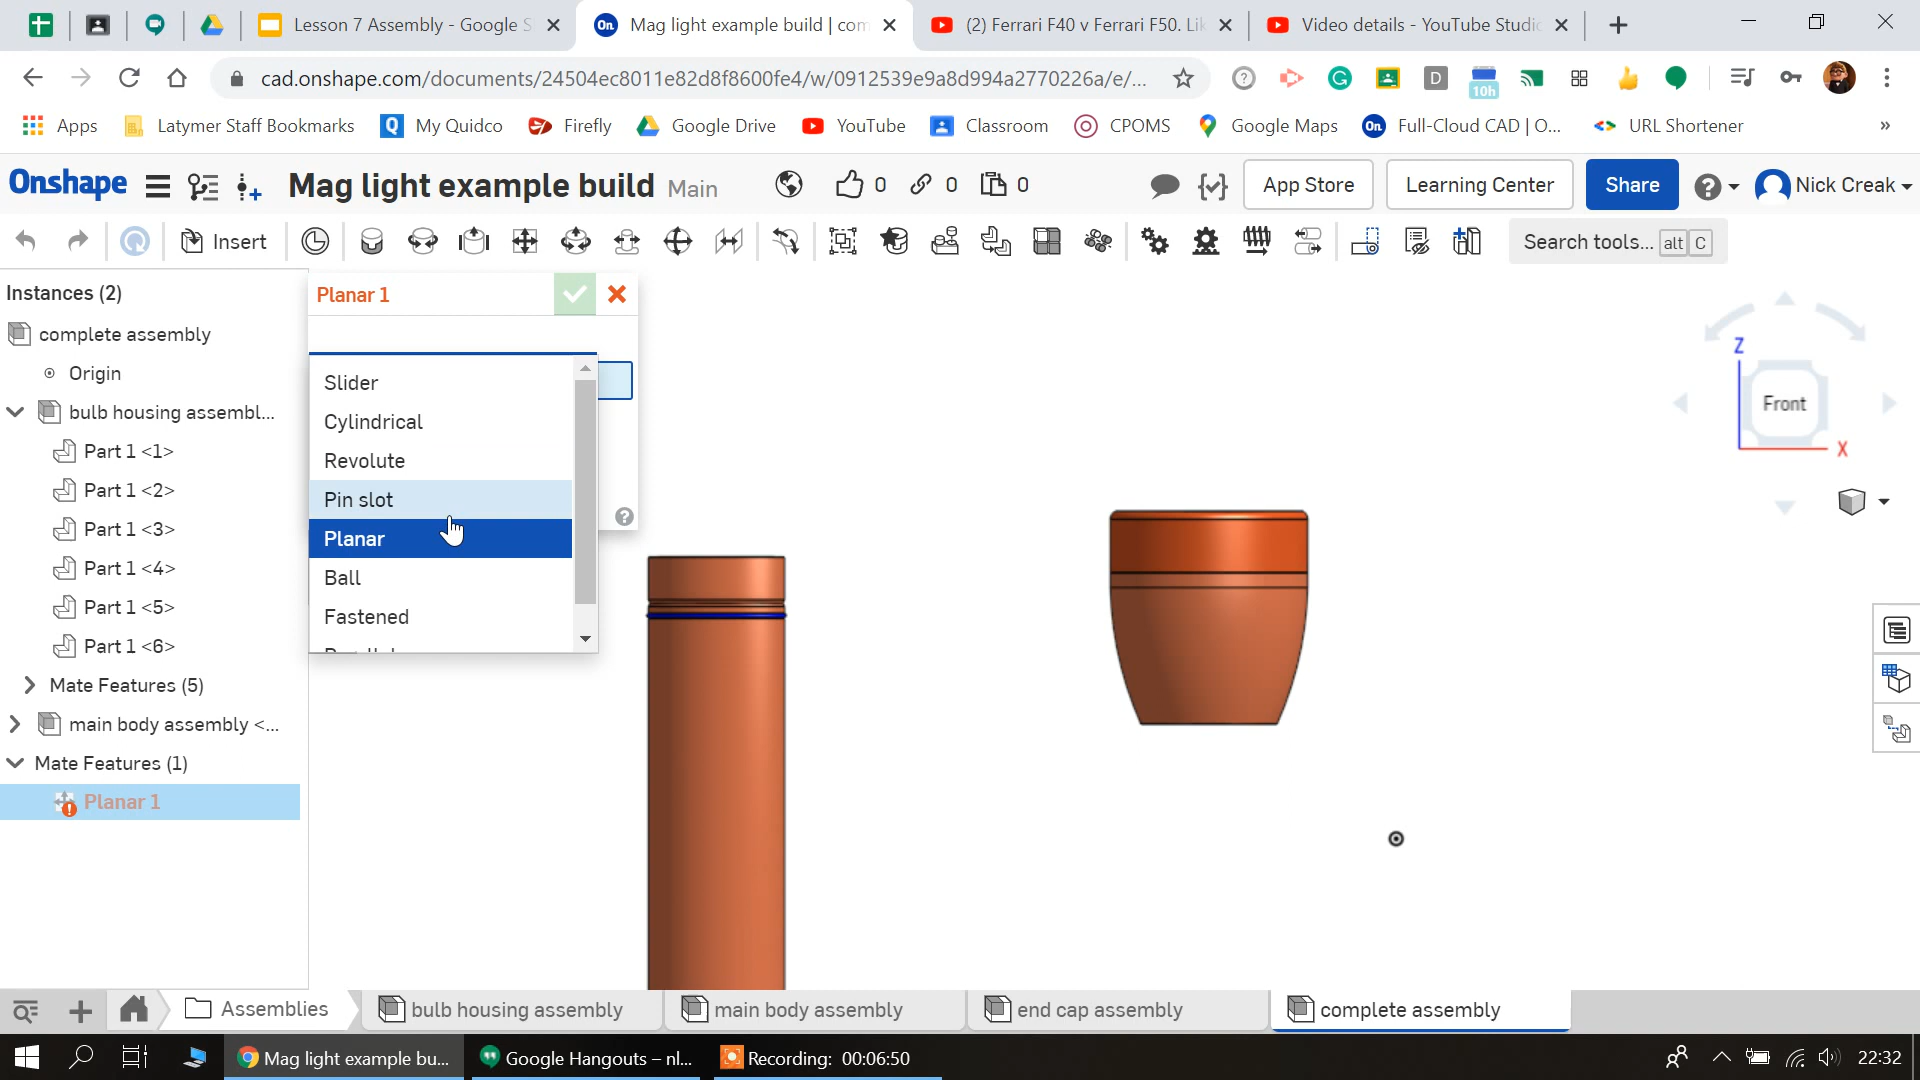 Lesson 7 Assembly - Google S
Mag light example build | com
(2) Ferrari F40 v Ferrari F50. Lik
Video details - YouTube Studio
cad.onshape.com/documents/24504ec8011e82d8f8600fe4/w/0912539e9a8d994a2770226a/e/...
D
10h
Apps
Latymer Staff Bookmarks
Q
My Quidco
Firefly
Google Drive
YouTube
Classroom
CPOMS
Google Maps
On
Full-Cloud CAD | O...
URL Shortener
»
Onshape
Mag light example build
Main
0
0
0
App Store
Learning Center
Share
Nick Creak
Insert
Search tools...
alt
C
Instances (2)
complete assembly
Origin
bulb housing assembl...
Part 1 <1>
Part 1 <2>
Part 1 <3>
Part 1 <4>
Part 1 <5>
Part 1 <6>
Mate Features (5)
main body assembly <...
Mate Features (1)
Planar 1
Planar 1
Slider
Cylindrical
Revolute
Pin slot
Planar
Ball
Fastened
Z
Front
X
Assemblies
bulb housing assembly
main body assembly
end cap assembly
complete assembly
Mag light example bu...
Google Hangouts – nl...
Recording: 00:06:50
22:32